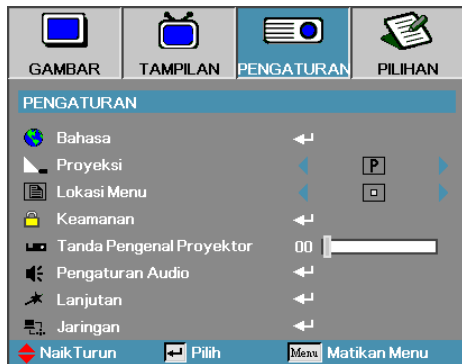 GAMBAR TAMPILAN PENGATURAN PILIHAN
PENGATURAN
Bahasa
Proyeksi P
Lokasi Menu
Keamanan
Tanda Pengenal Proyektor 00
Pengaturan Audio
Lanjutan
Jaringan
NaikTurun Pilih Menu Matikan Menu